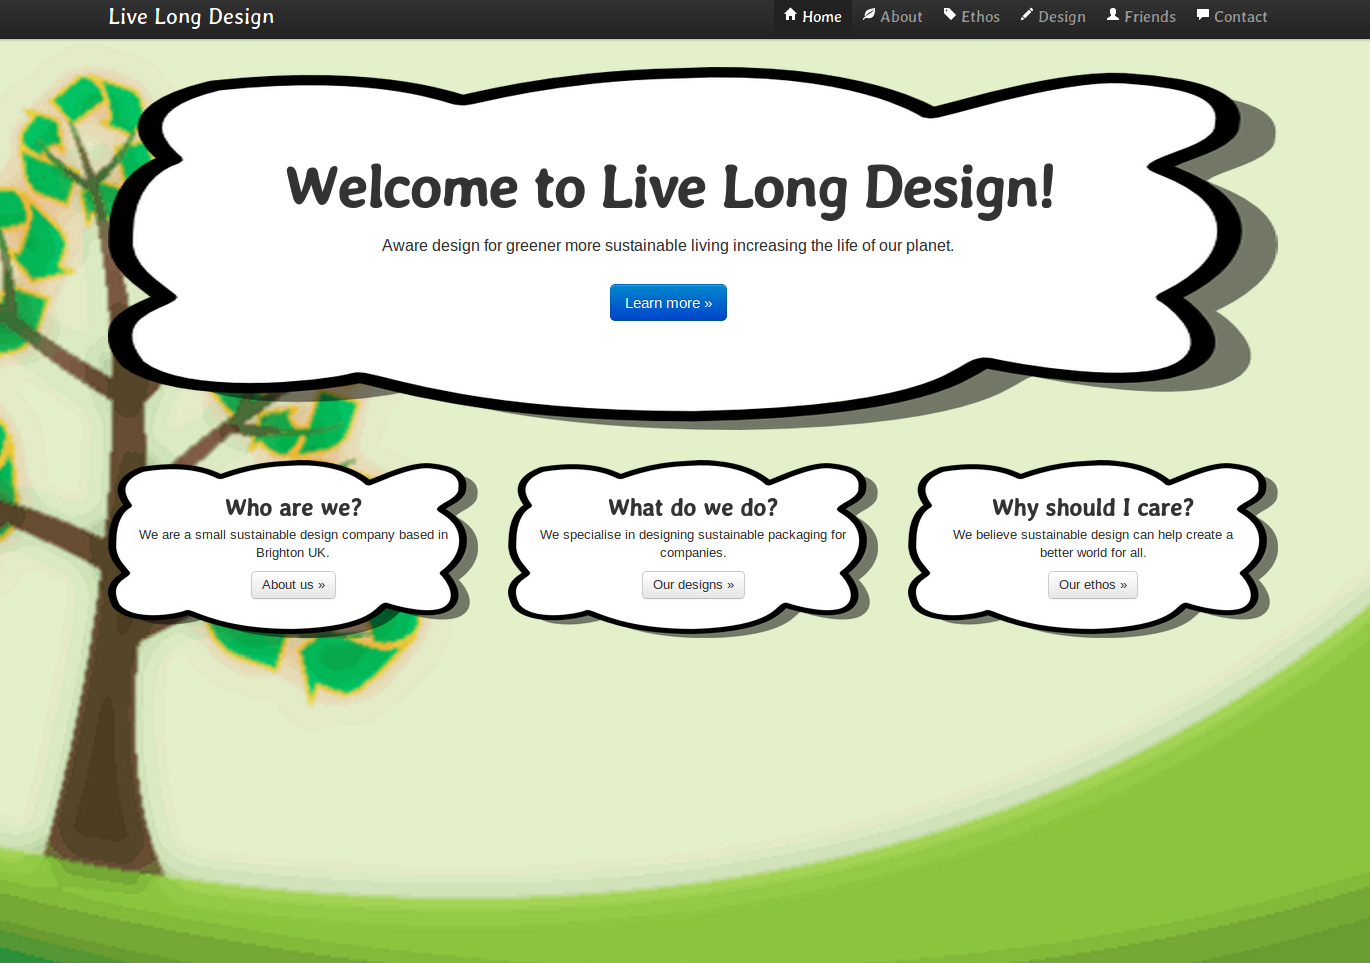 Live Long Design
Home About Ethos Design Friends Contact
Welcome to Live Long Design!
Aware design for greener more sustainable living increasing the life of our planet.
Learn more »
Who are we?
We are a small sustainable design company based in
Brighton UK.
About us »
What do we do?
We specialise in designing sustainable packaging for
companies.
Our designs »
Why should I care?
We believe sustainable design can help create a
better world for all.
Our ethos »